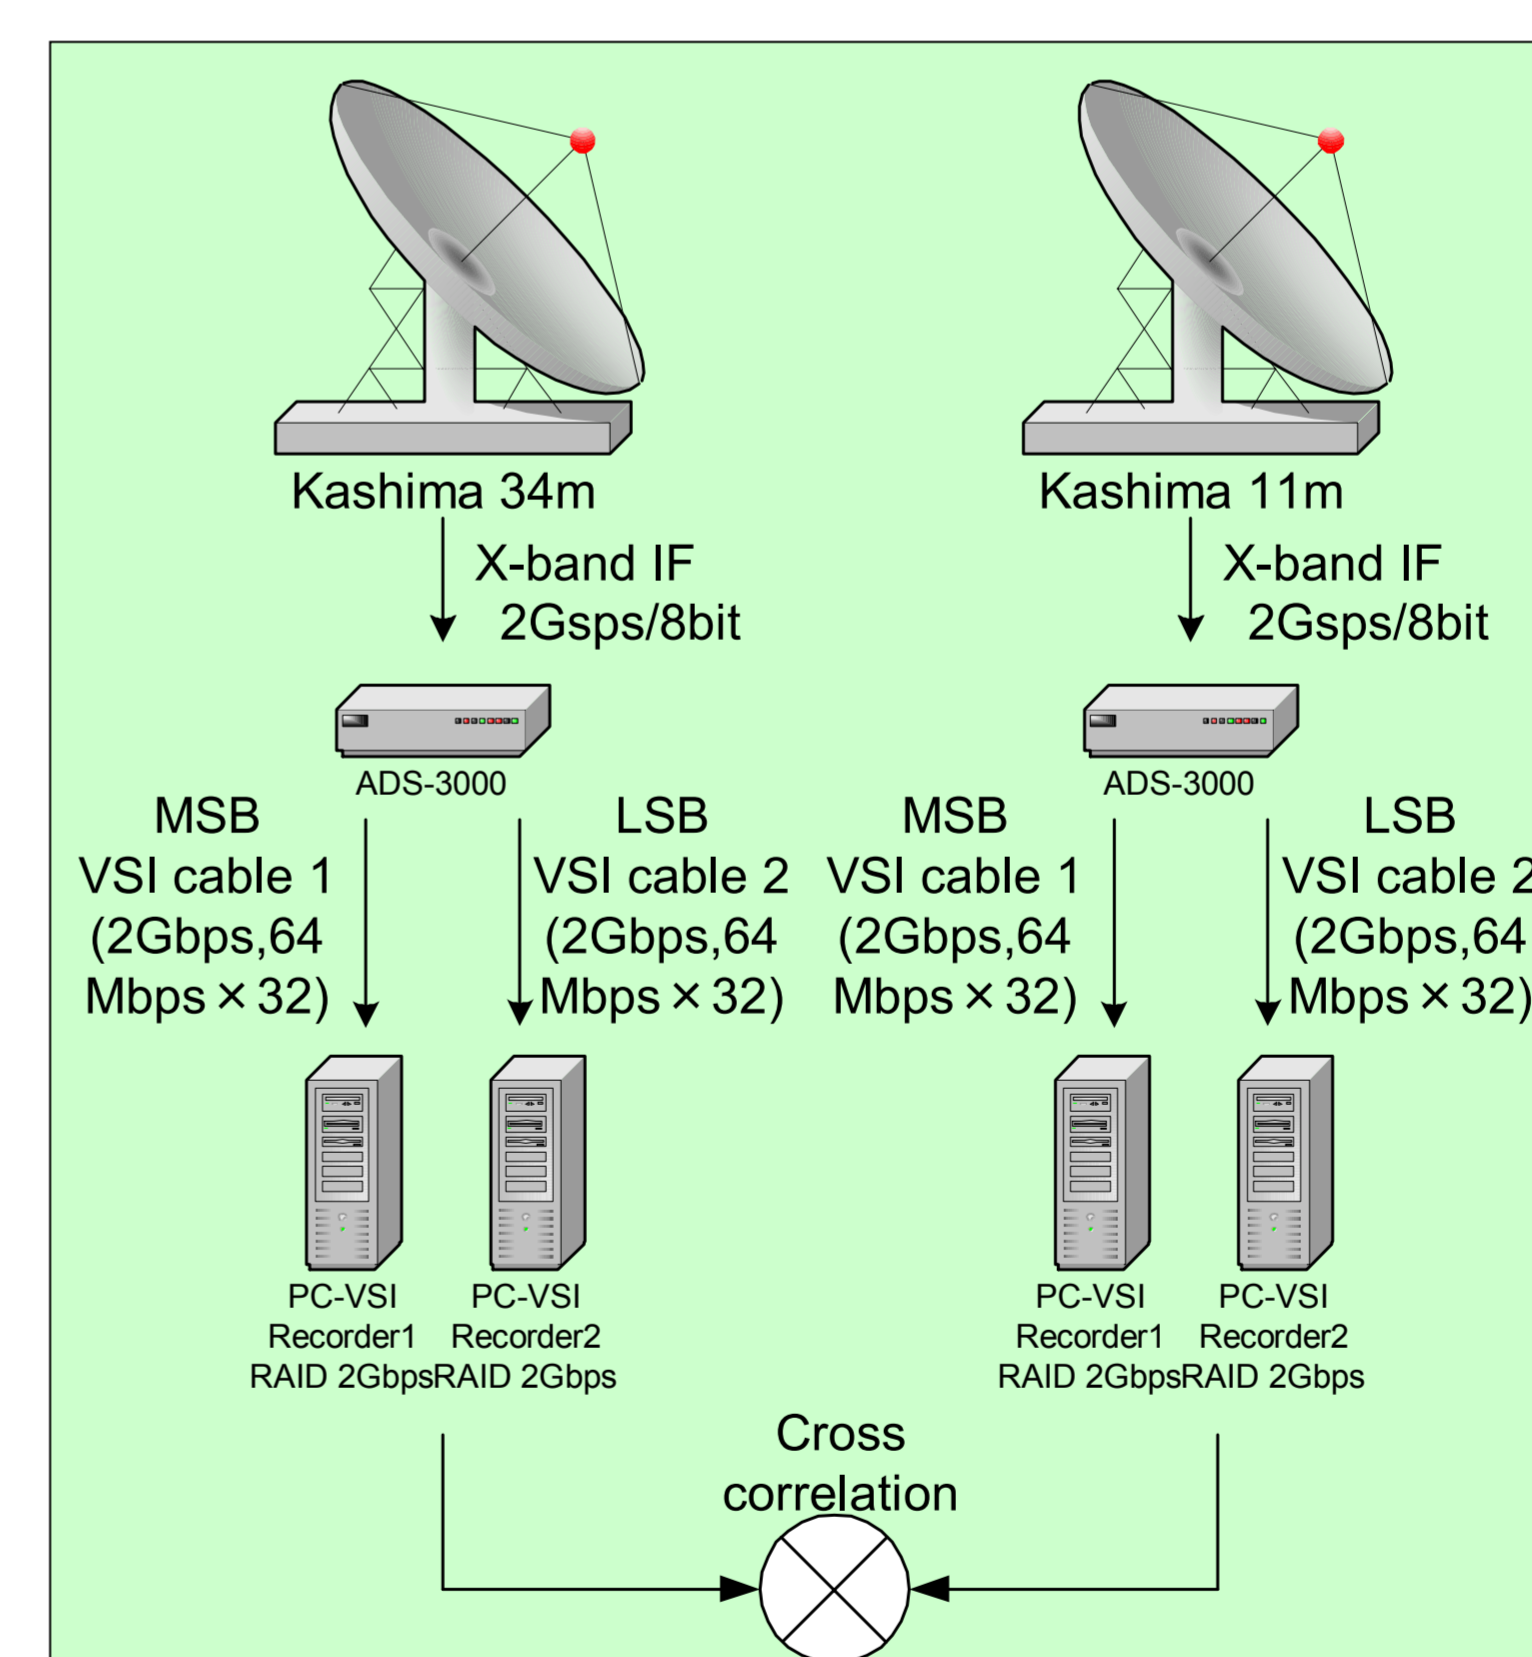 Kashima 34m
X-band IF
2Gsps/8bit
ADS-3000
MSB
VSI cable 1
(2Gbps,64
Mbps×32)
LSB
VSI cable 2
(2Gbps,64
Mbps×32)
PC-VSI
Recorder1
RAID 2Gbps
PC-VSI
Recorder2
RAID 2Gbps
Kashima 11m
X-band IF
2Gsps/8bit
ADS-3000
MSB
VSI cable 1
(2Gbps,64
Mbps×32)
LSB
VSI cable 2
(2Gbps,64
Mbps×32)
PC-VSI
Recorder1
RAID 2Gbps
PC-VSI
Recorder2
RAID 2Gbps
Cross
correlation